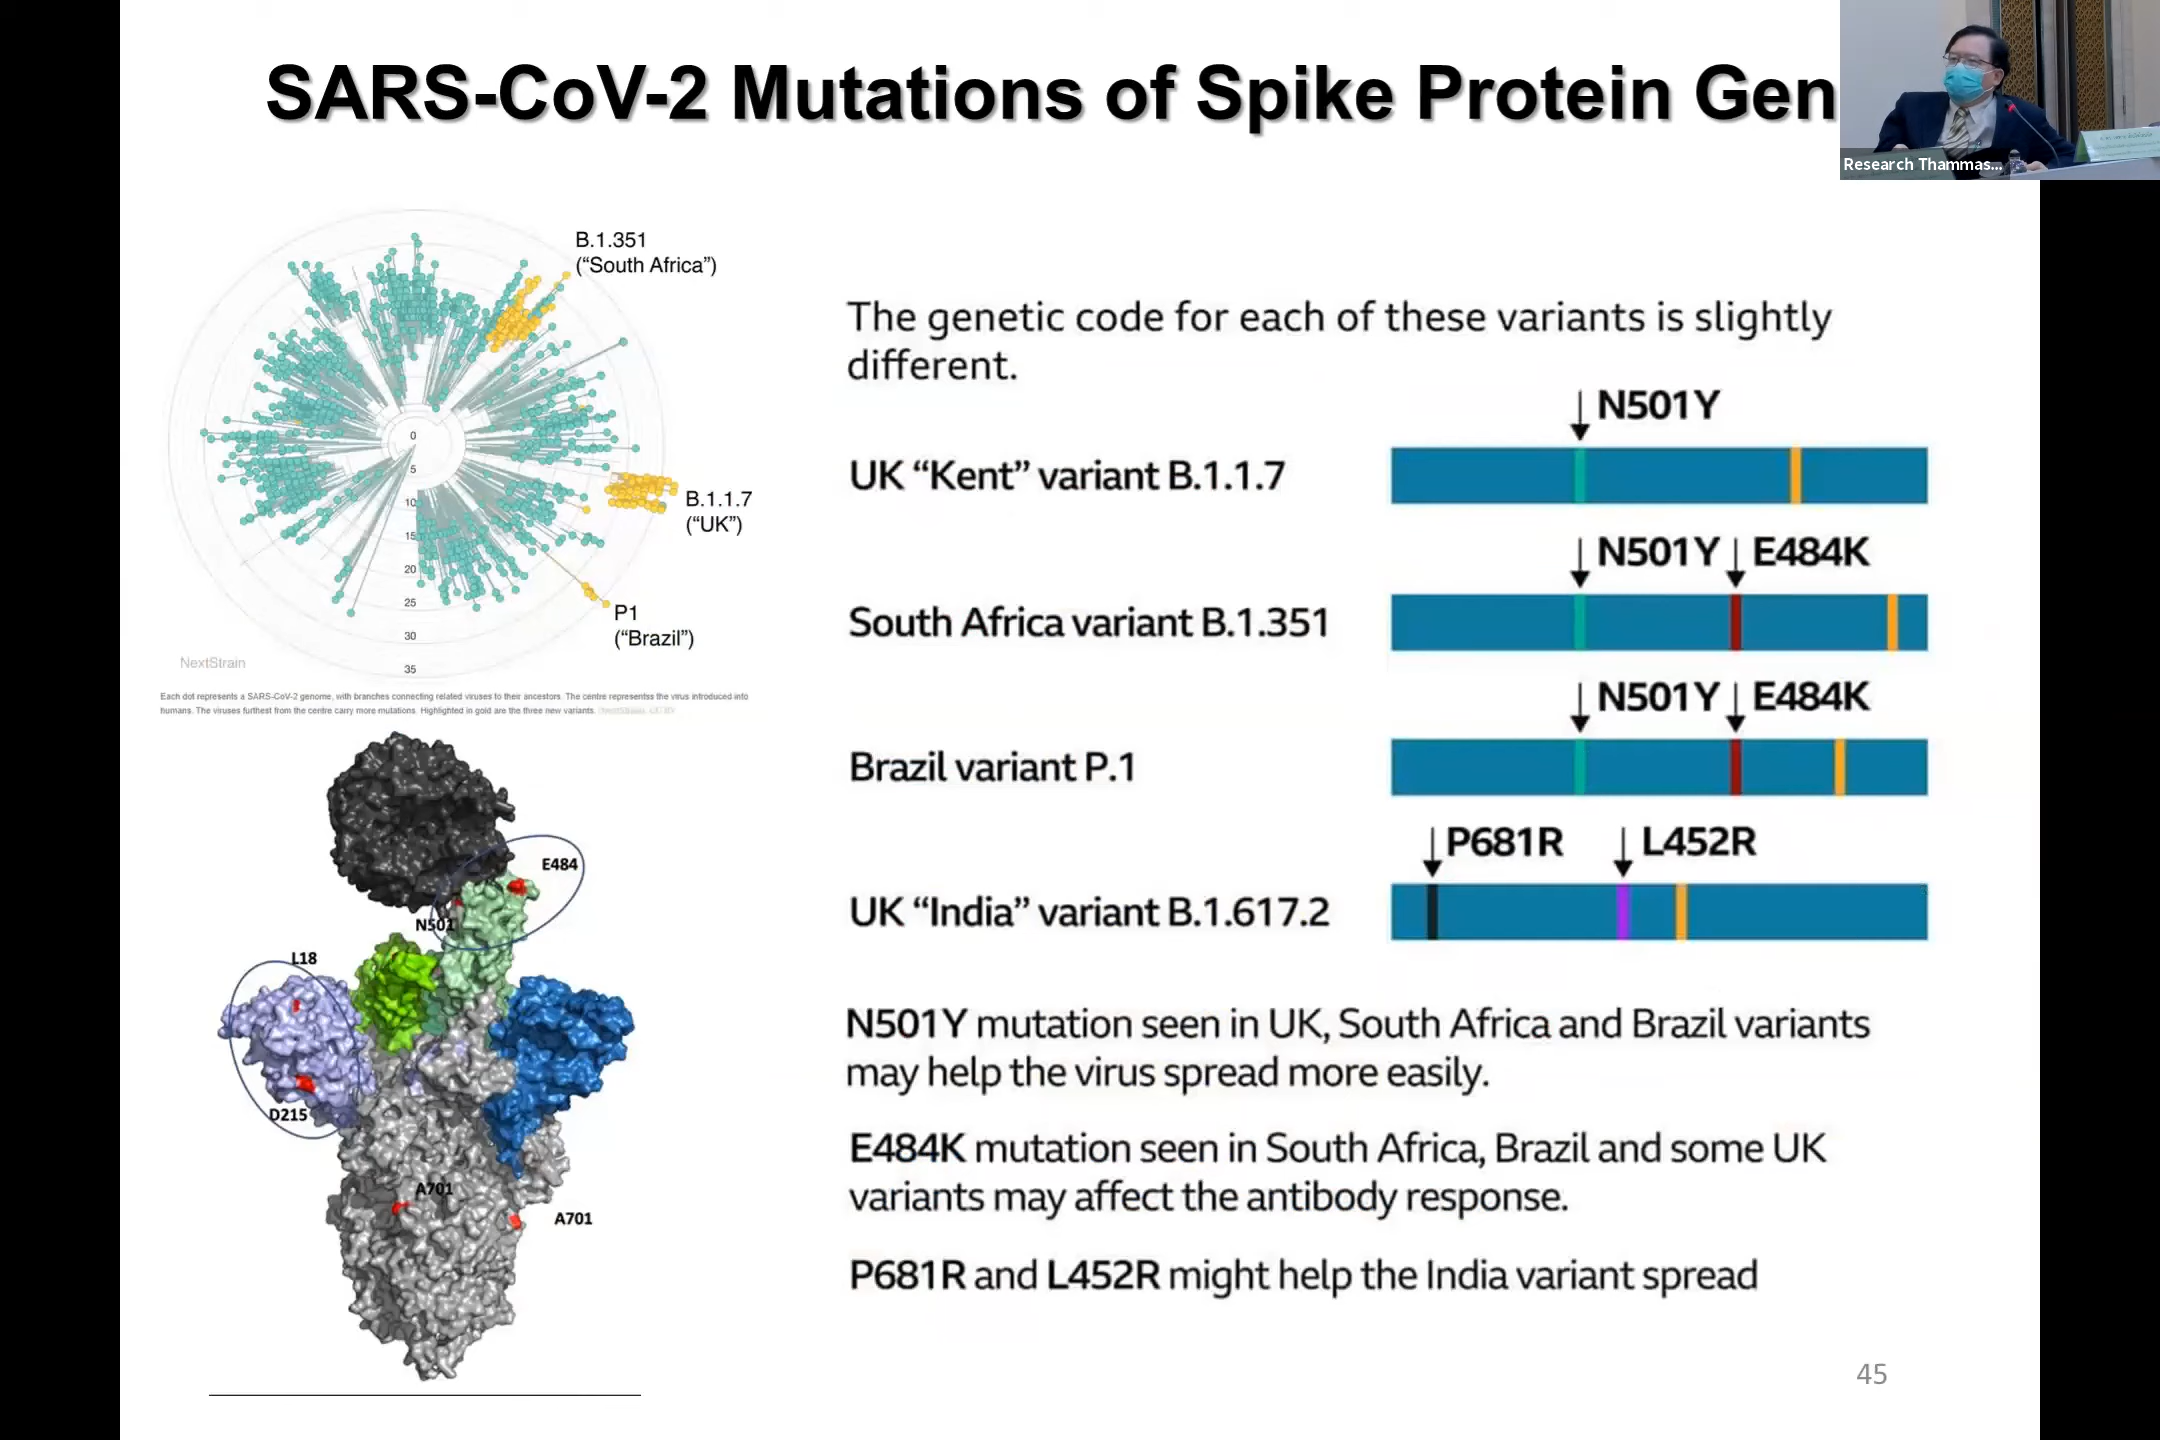 SARS-CoV-2 Mutations of Spike Protein Gen
Research Thammas...
B.1.351
(“South Africa”)
0
5
10
15
20
25
30
35
B.1.1.7
(“UK”)
P1
(“Brazil”)
NextStrain
Each dot represents a SARS-CoV-2 genome, with branches connecting related viruses to their ancestors. The centre represents the virus introduced into
humans. The viruses furthest from the centre carry more mutations. Highlighted in gold are the three new variants.
E484
N501
L18
D215
A701
A701
The genetic code for each of these variants is slightly
different.
N501Y
UK “Kent” variant B.1.1.7
N501Y E484K
South Africa variant B.1.351
N501Y E484K
Brazil variant P.1
P681R L452R
UK “India” variant B.1.617.2
N501Y mutation seen in UK, South Africa and Brazil variants
may help the virus spread more easily.
E484K mutation seen in South Africa, Brazil and some UK
variants may affect the antibody response.
P681R and L452R might help the India variant spread
45